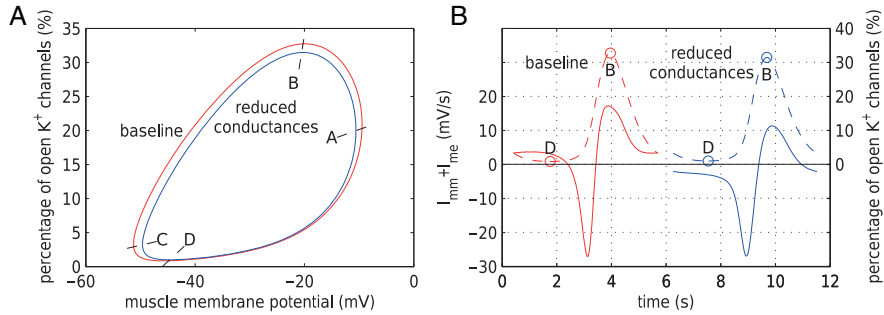 A
percentage of open K+ channels (%)
35
30
25
20
15
10
5
0
−60
−40
−20
0
muscle membrane potential (mV)
baseline
reduced
conductances
A
B
C
D
B
Imm+Ime (mV/s)
20
10
0
−10
−20
−30
0
2
4
6
8
10
12
time (s)
baseline
reduced
conductances
D
B
D
B
40
30
20
10
0
percentage of open K+ channels (%)